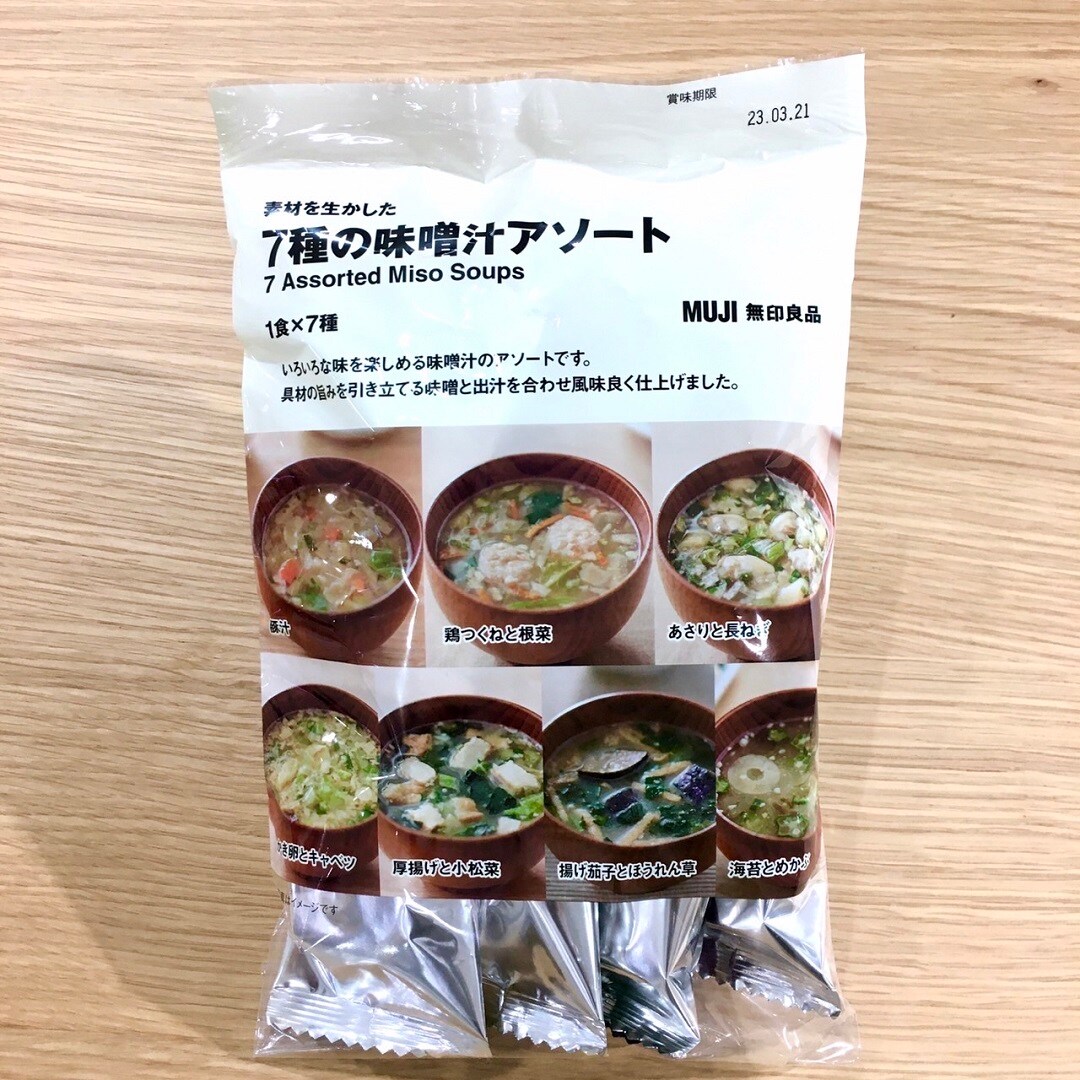 賞味期限
23.03.21
素材を生かした
7種の味噌汁アソート
7 Assorted Miso Soups
1食×7種
MUJI 無印良品
いろいろな味を楽しめる味噌汁のアソートです。
具材の旨みを引き立てる味噌と出汁を合わせ風味良く仕上げました。
豚汁
鶏つくねと根菜
あさりと長ねぎ
かき卵とキャベツ
厚揚げと小松菜
揚げ茄子とほうれん草
海苔とめかぶ
はイメージです